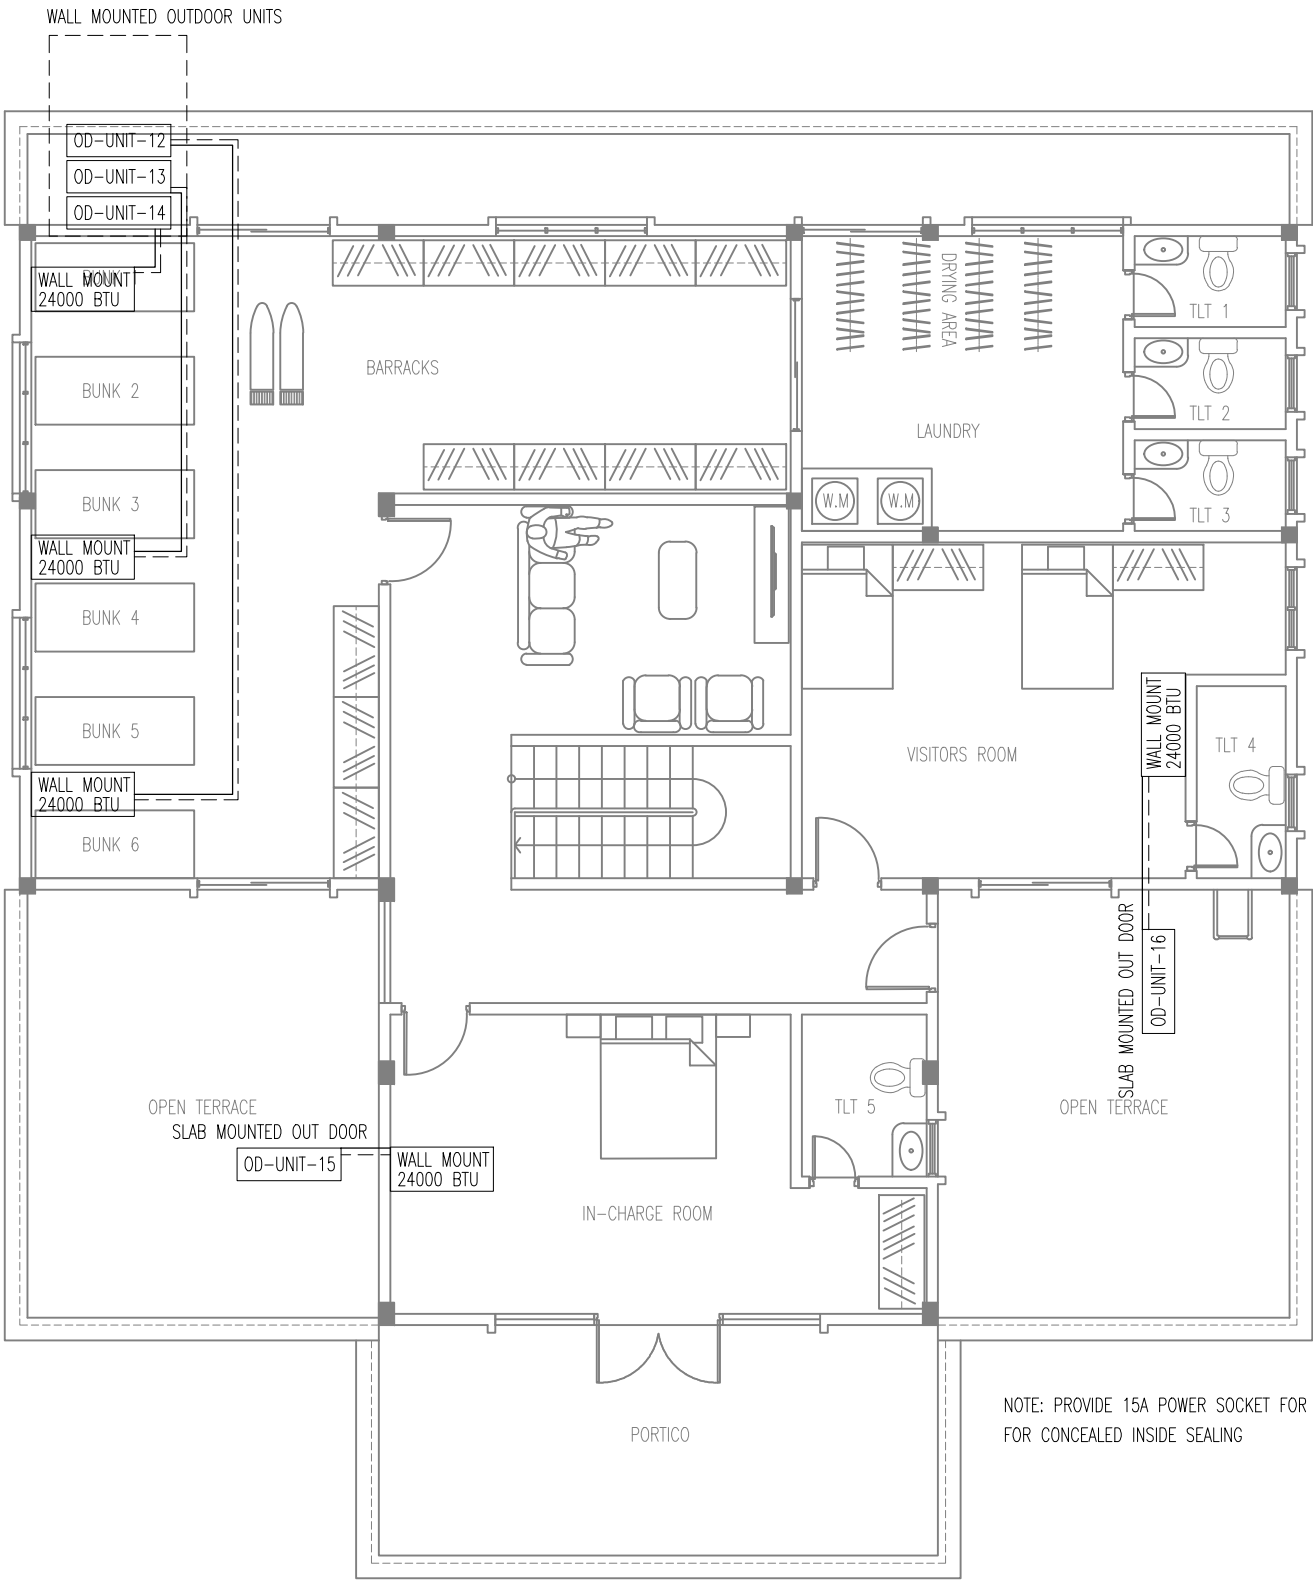 WALL MOUNTED OUTDOOR UNITS
OD-UNIT-12
OD-UNIT-13
OD-UNIT-14
WALL MOUNT
24000 BTU
BUNK 2
BUNK 3
WALL MOUNT
24000 BTU
BUNK 4
BUNK 5
WALL MOUNT
24000 BTU
BUNK 6
BARRACKS
DRYING AREA
LAUNDRY
W.M
W.M
TLT 1
TLT 2
TLT 3
VISITORS ROOM
WALL MOUNT
24000 BTU
TLT 4
SLAB MOUNTED OUT DOOR
OD-UNIT-16
OPEN TERRACE
OPEN TERRACE
SLAB MOUNTED OUT DOOR
OD-UNIT-15
WALL MOUNT
24000 BTU
TLT 5
IN-CHARGE ROOM
PORTICO
NOTE: PROVIDE 15A POWER SOCKET FOR
FOR CONCEALED INSIDE SEALING